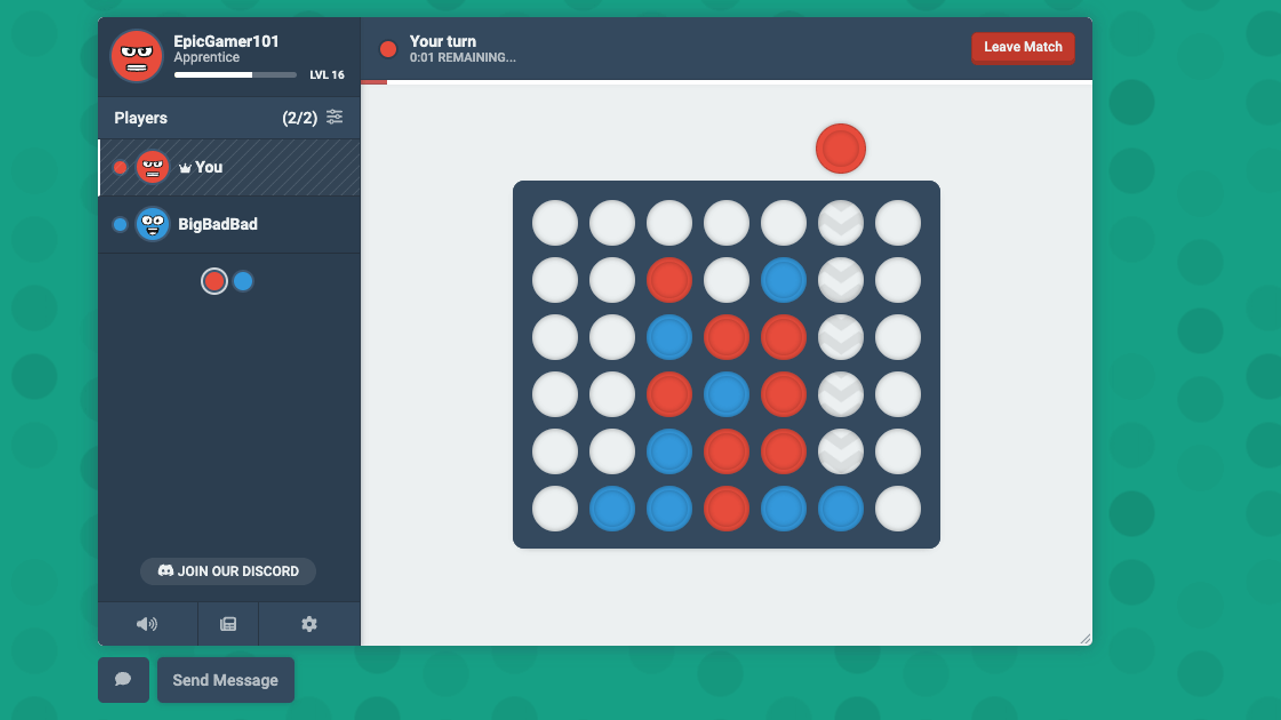 EpicGamer101
Apprentice
LVL 16
Your turn
0:01 REMAINING...
Leave Match
Players (2/2)
You
BigBadBad
JOIN OUR DISCORD
Send Message